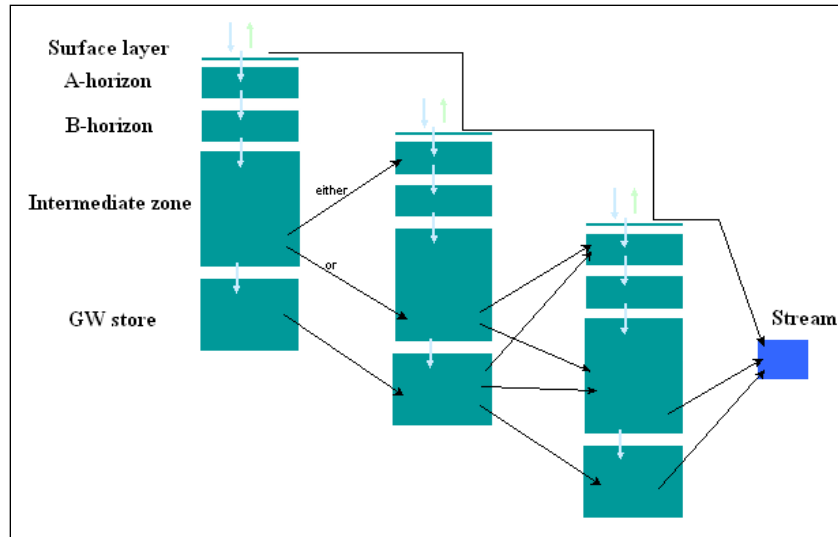 Surface layer
A-horizon
B-horizon
either
Intermediate zone
or
GW store
Stream